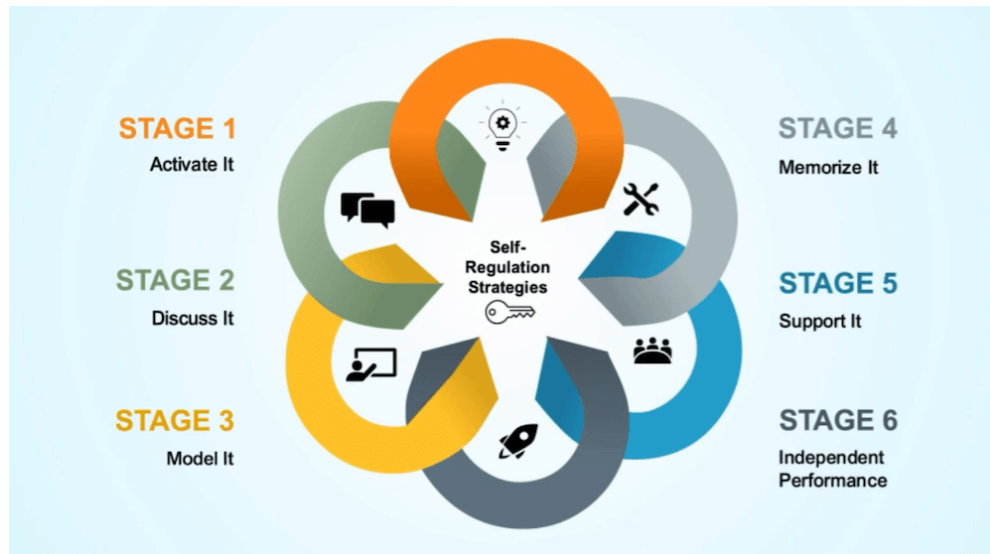 STAGE 1
Activate It
STAGE 2
Discuss It
STAGE 3
Model It
Self-
Regulation
Strategies
STAGE 4
Memorize It
STAGE 5
Support It
STAGE 6
Independent
Performance